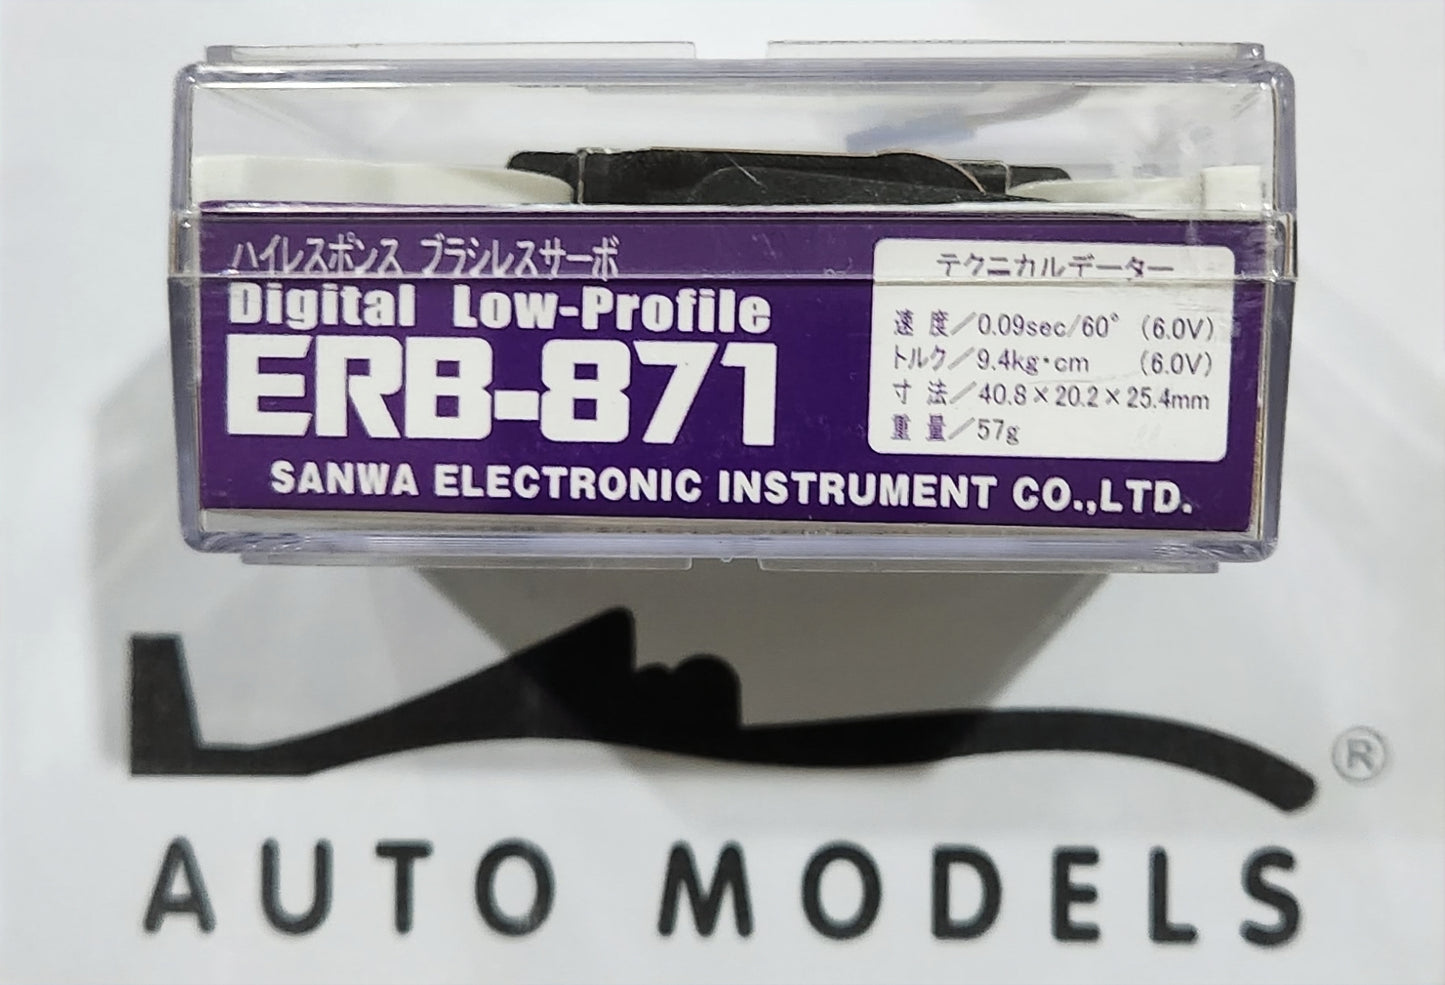 ハイレスポンス ブラシレスサーボ
Digital Low-Profile
ERB-871
SANWA ELECTRONIC INSTRUMENT CO.,LTD.
テクニカルデーター
速 度／0.09sec/60° (6.0V)
トルク／9.4kg･cm (6.0V)
寸 法／40.8×20.2×25.4mm
重 量／57g
®
AUTO MODELS